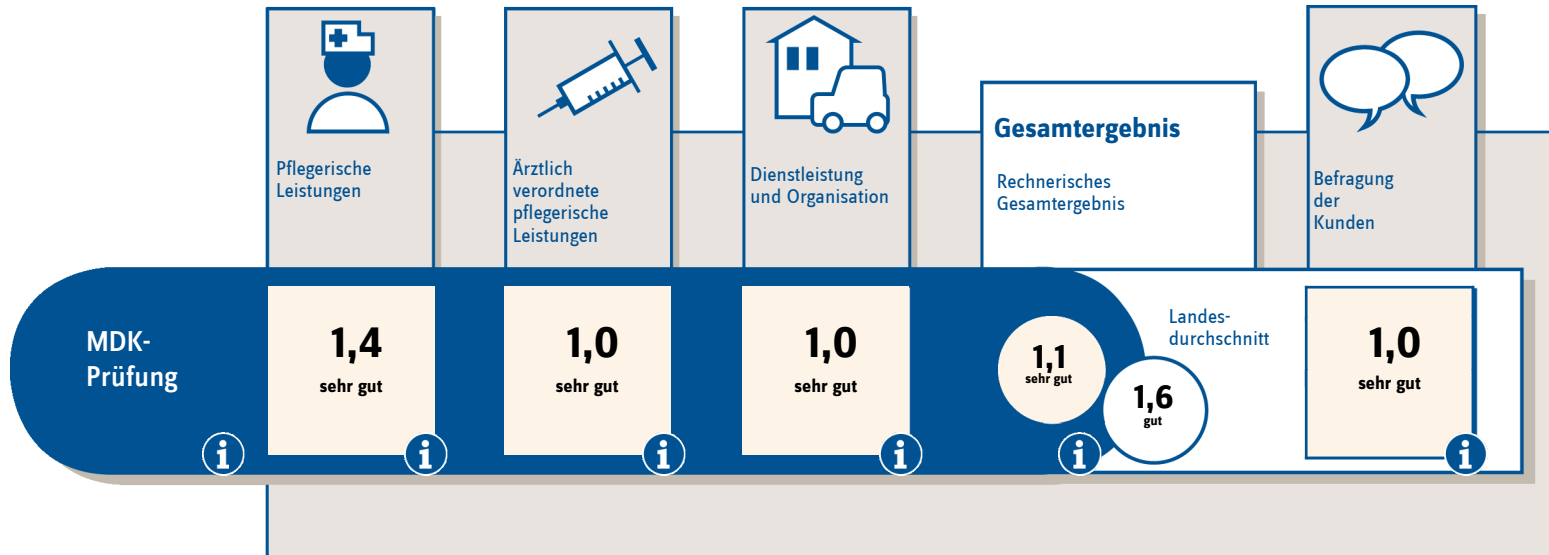 Pflegerische
Leistungen
Ärztlich
verordnete
pflegerische
Leistungen
Dienstleistung
und Organisation
Gesamtergebnis
Rechnerisches
Gesamtergebnis
Befragung
der
Kunden
MDK-
Prüfung
1,4
sehr gut
1,0
sehr gut
1,0
sehr gut
1,1
sehr gut
Landes-
durchschnitt
1,6
gut
1,0
sehr gut
i
i
i
i
i
i